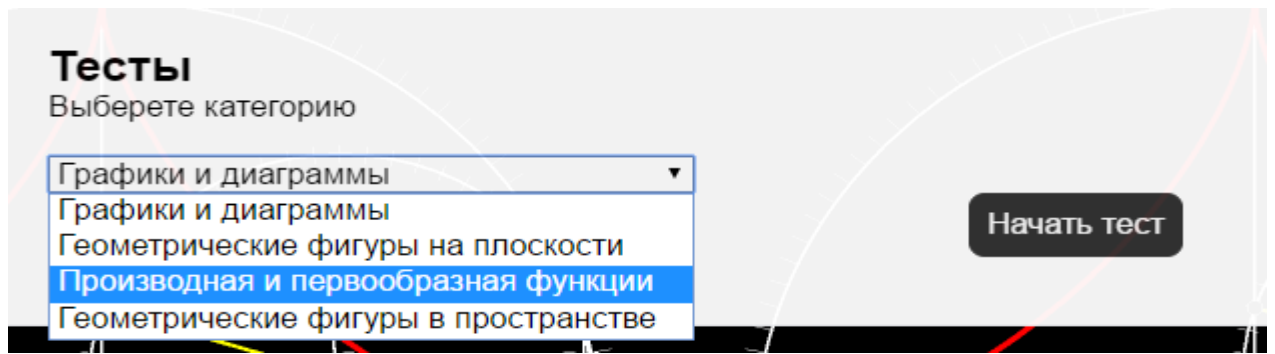 Тесты
Выберете категорию
Графики и диаграммы
Графики и диаграммы
Геометрические фигуры на плоскости
Производная и первообразная функции
Геометрические фигуры в пространстве
Начать тест